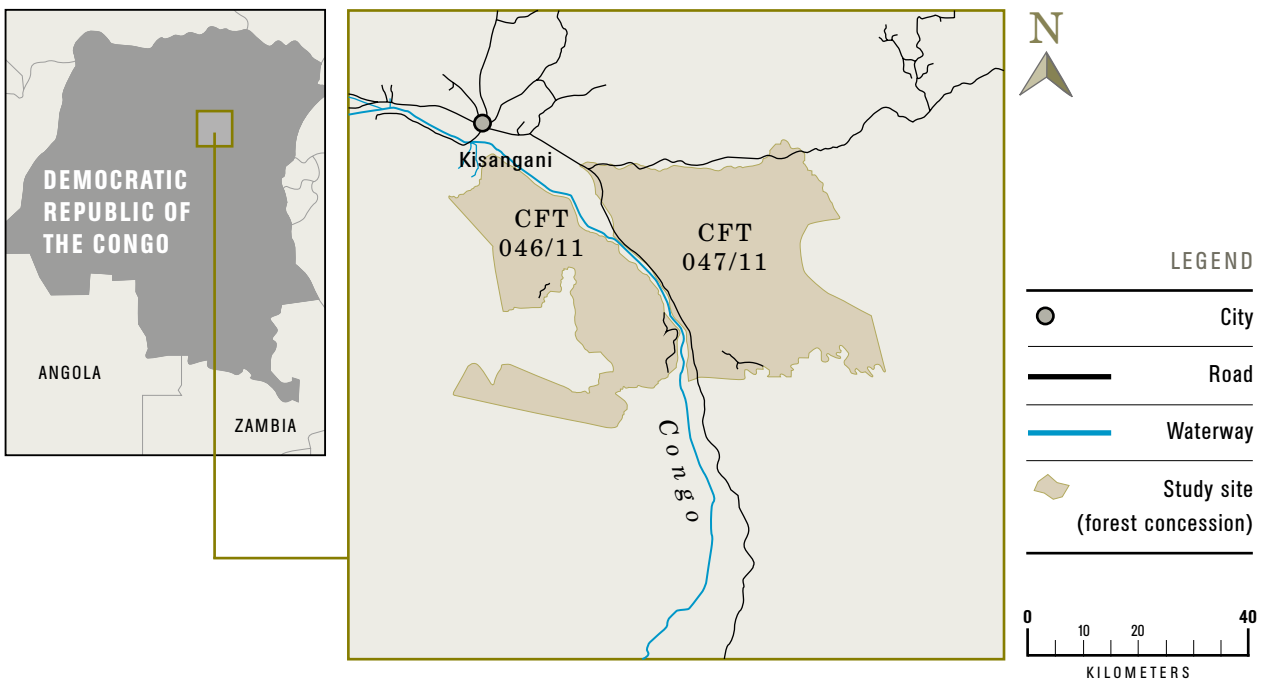 DEMOCRATIC
REPUBLIC OF
THE CONGO
ANGOLA
ZAMBIA
Kisangani
CFT
046/11
CFT
047/11
Congo
N
LEGEND
City
Road
Waterway
Study site
(forest concession)
0 10 20 40
KILOMETERS